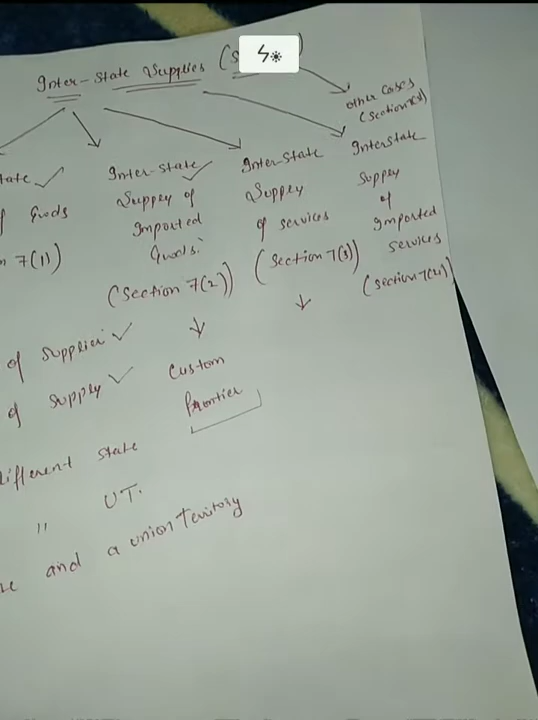 Inter-State Supplies (S
other Cases
(Section 7(5))
tate
f Goods
n 7(1)
Inter-State
Supply of
Imported
Goods.
(Section 7(2))
Inter-State
Supply
of services
(Section 7(3))
Interstate
Supply
of
Imported
services
(Section 7(4))
of Supplier
of Supply
Custom
Frontier
ifferent state
" UT.
and a union Territory